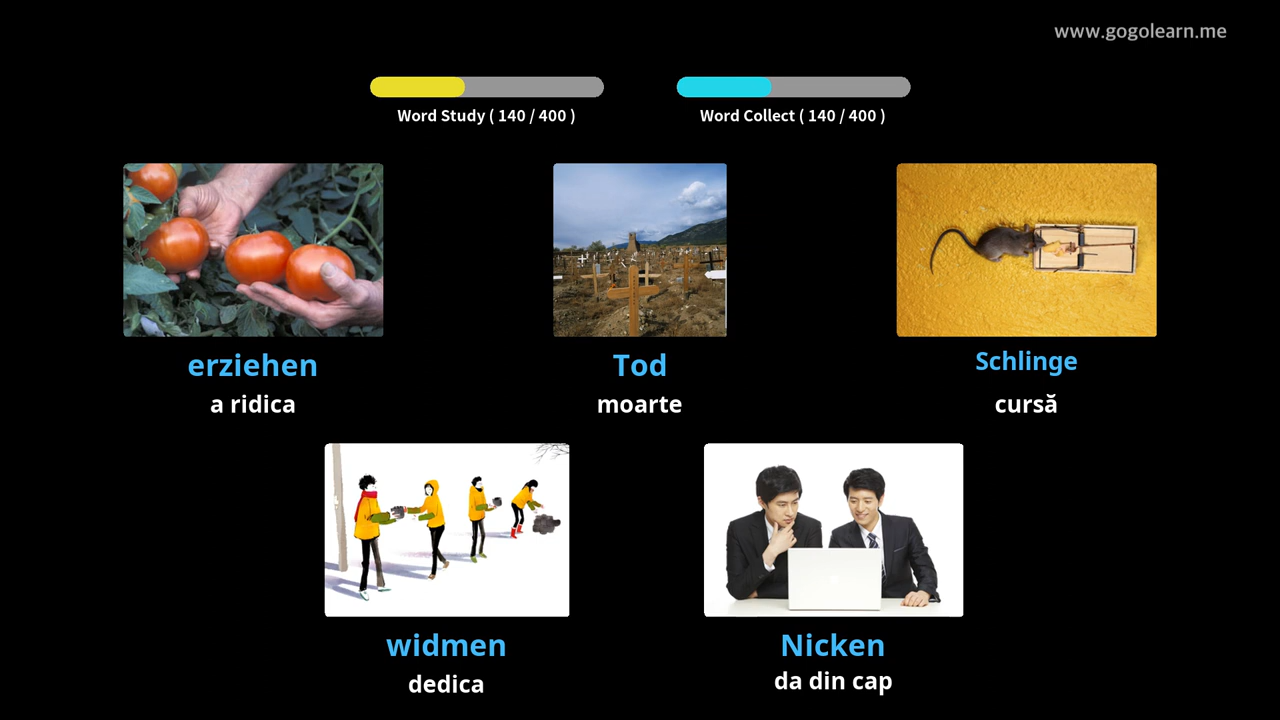 www.gogolearn.me
Word Study ( 140 / 400 )
Word Collect ( 140 / 400 )
erziehen
a ridica
Tod
moarte
Schlinge
cursă
widmen
dedica
Nicken
da din cap